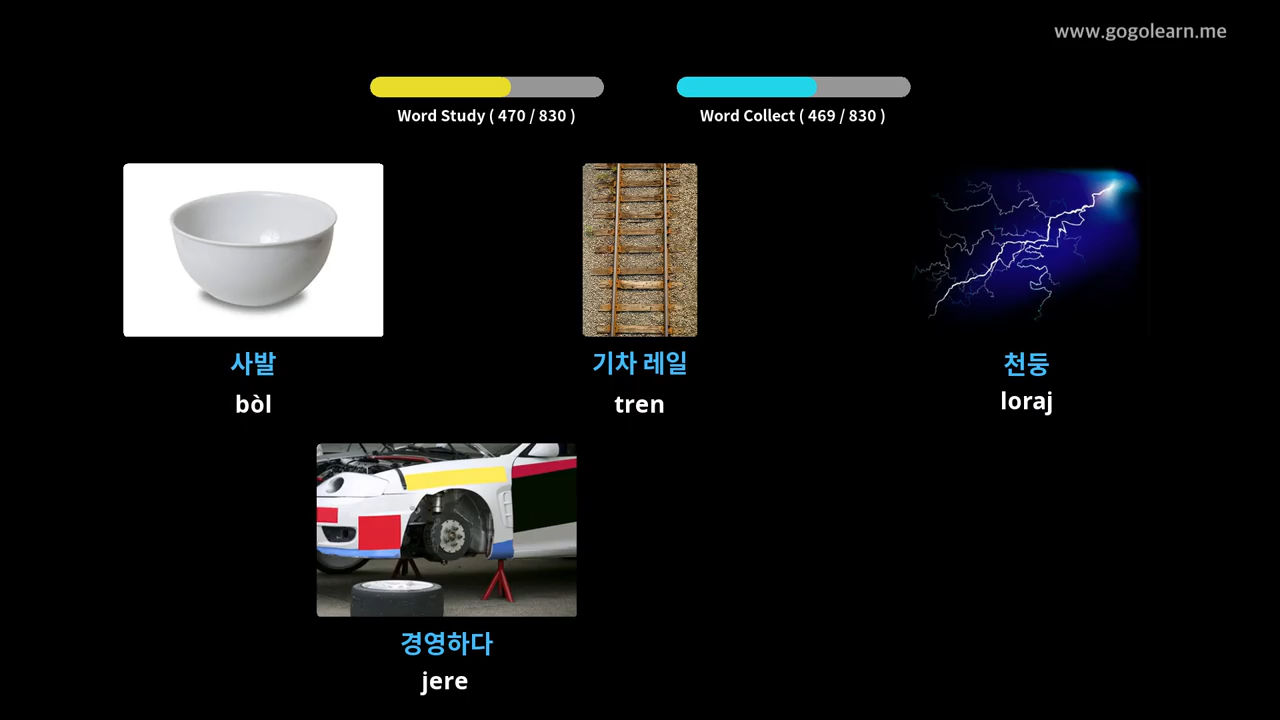 www.gogolearn.me
Word Study ( 470 / 830 )
Word Collect ( 469 / 830 )
사발
bòl
기차 레일
tren
천둥
loraj
경영하다
jere